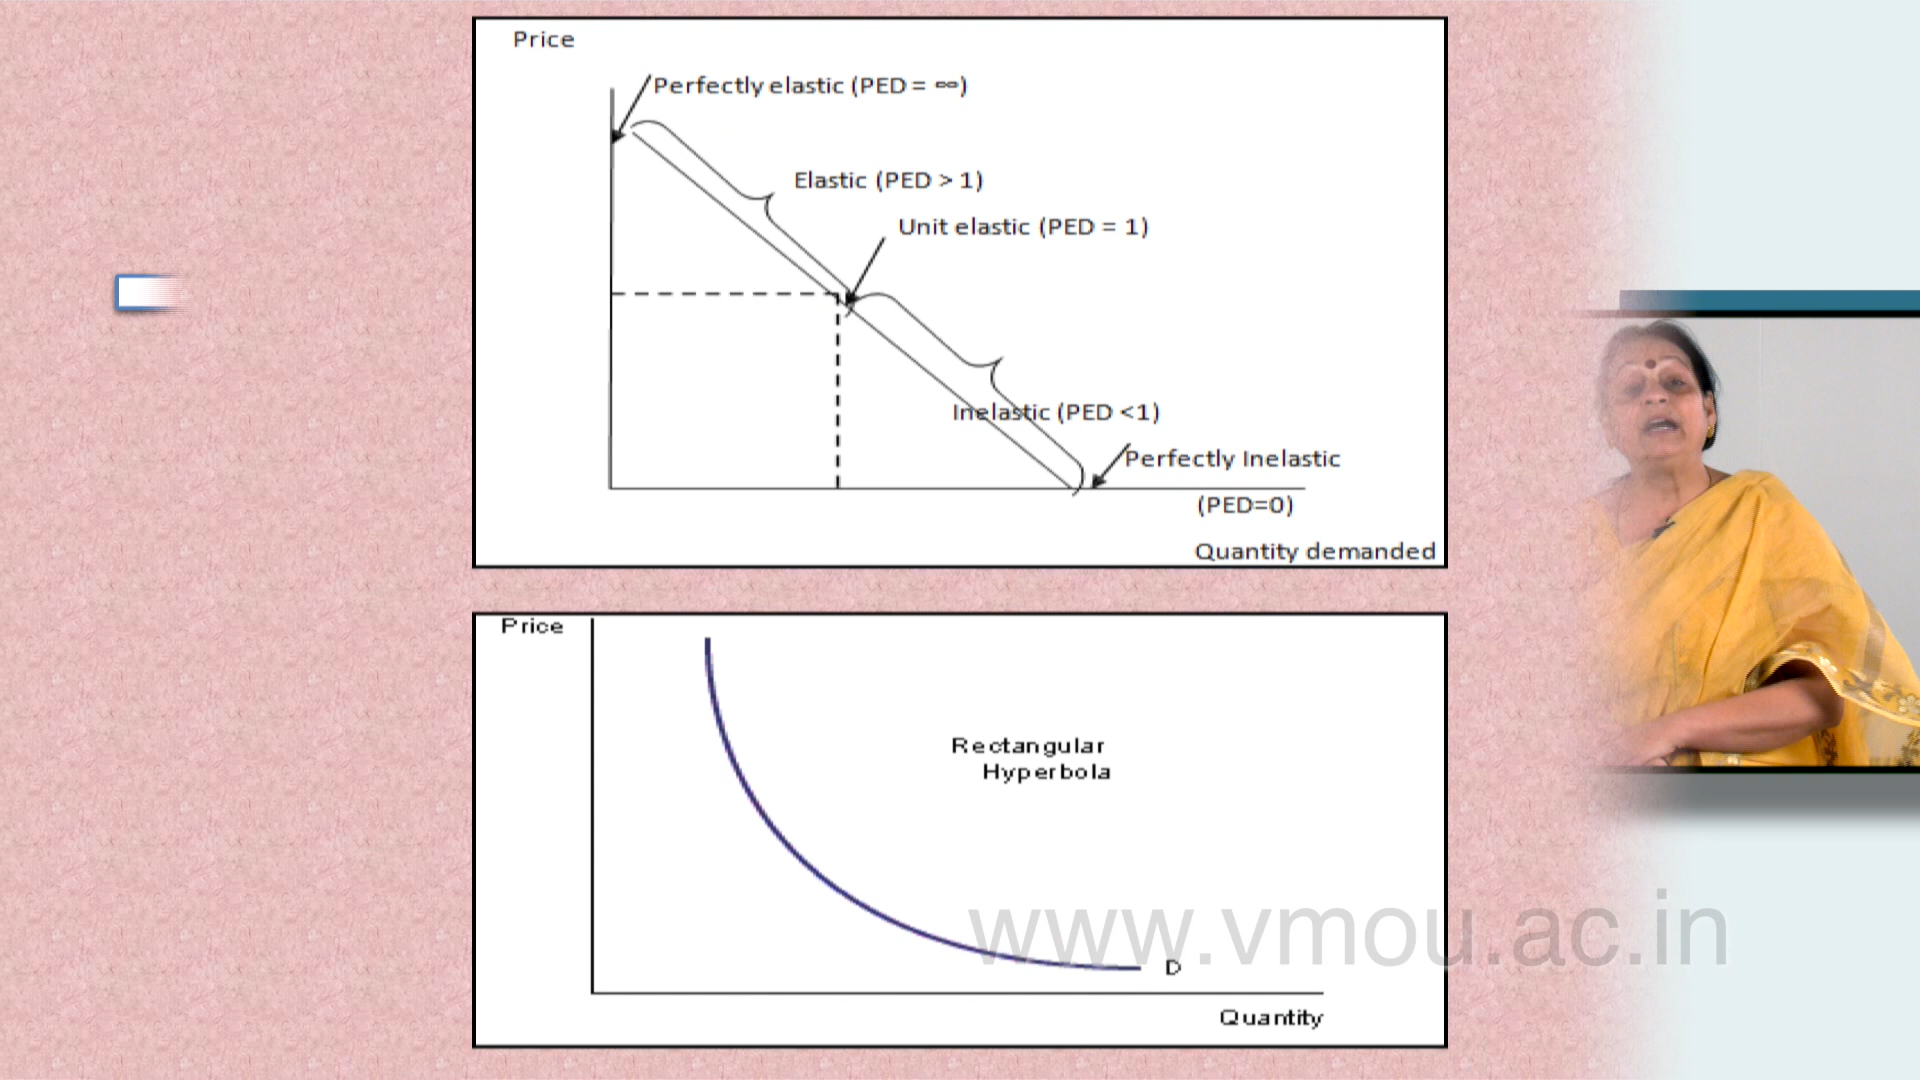 Price
Perfectly elastic (PED = ∞)
Elastic (PED > 1)
Unit elastic (PED = 1)
Inelastic (PED <1)
Perfectly Inelastic
(PED=0)
Quantity demanded
Price
Rectangular
Hyperbola
D
Quantity
www.vmou.ac.in